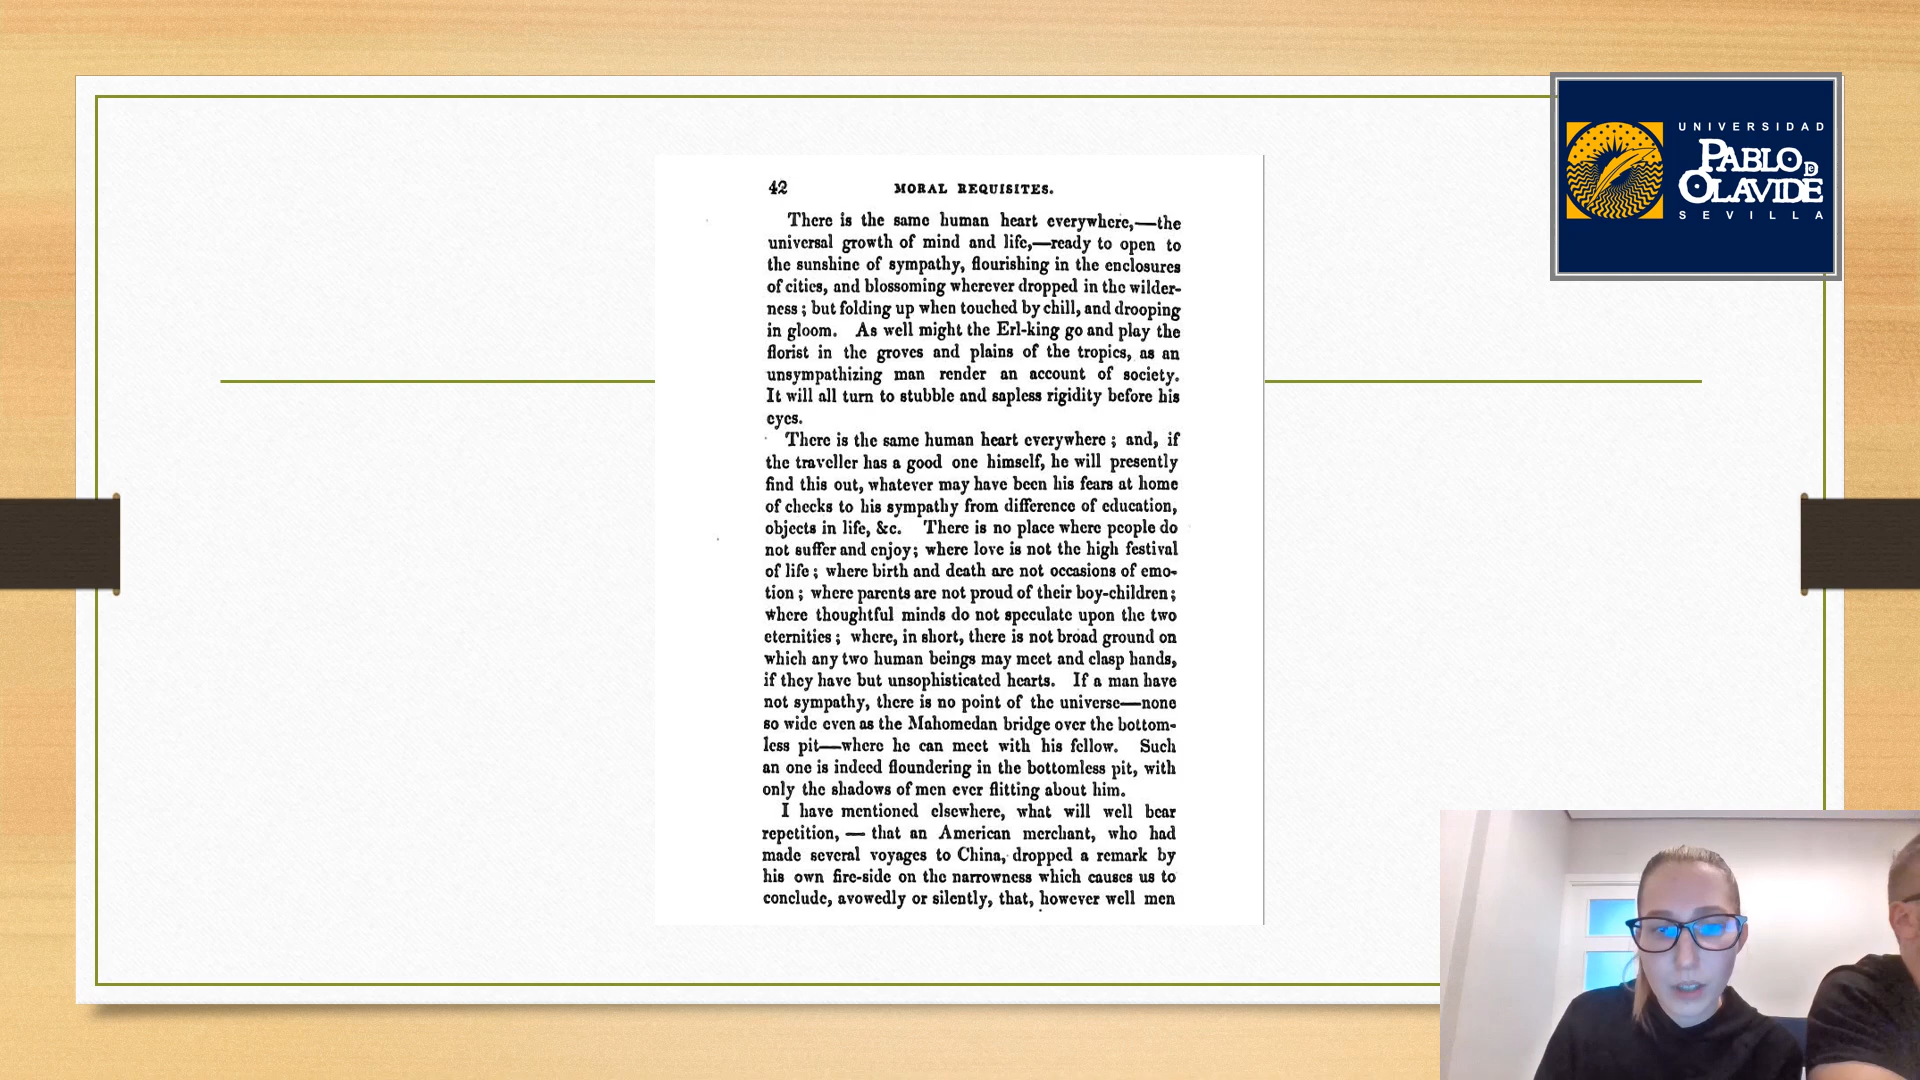 42 MORAL REQUISITES.
There is the same human heart everywhere,—the
universal growth of mind and life,—ready to open to
the sunshine of sympathy, flourishing in the enclosures
of cities, and blossoming wherever dropped in the wilder-
ness; but folding up when touched by chill, and drooping
in gloom. As well might the Erl-king go and play the
florist in the groves and plains of the tropics, as an
unsympathizing man render an account of society.
It will all turn to stubble and sapless rigidity before his
eyes.
There is the same human heart everywhere; and, if
the traveller has a good one himself, he will presently
find this out, whatever may have been his fears at home
of checks to his sympathy from difference of education,
objects in life, &c. There is no place where people do
not suffer and enjoy; where love is not the high festival
of life; where birth and death are not occasions of emo-
tion; where parents are not proud of their boy-children;
where thoughtful minds do not speculate upon the two
eternities; where, in short, there is not broad ground on
which any two human beings may meet and clasp hands,
if they have but unsophisticated hearts. If a man have
not sympathy, there is no point of the universe—none
so wide even as the Mahomedan bridge over the bottom-
less pit—where he can meet with his fellow. Such
an one is indeed floundering in the bottomless pit, with
only the shadows of men ever flitting about him.
I have mentioned elsewhere, what will well bear
repetition, — that an American merchant, who had
made several voyages to China, dropped a remark by
his own fire-side on the narrowness which causes us to
conclude, avowedly or silently, that, however well men
UNIVERSIDAD
PABLO DE
OLAVIDE
SEVILLA